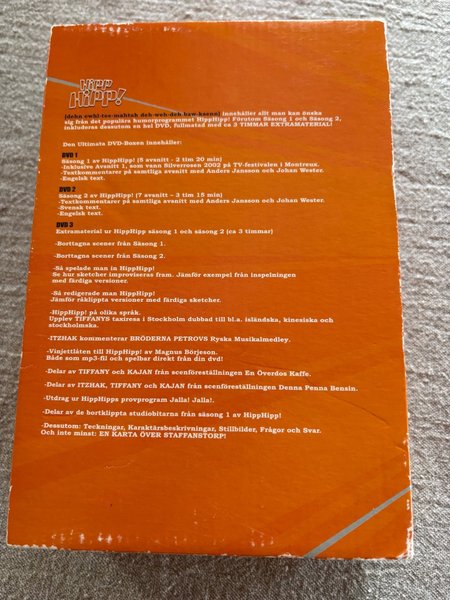 HIPP
HIPP!
(dehn owhl-tee-mahtah deh-weh-deh baw-ksenn) innehåller allt man kan önska
sig från det populära humorprogrammet HippHipp! Förutom Säsong 1 och Säsong 2,
inkluderas dessutom en hel DVD, fullmatad med ca 3 TIMMAR EXTRAMATERIAL!
Den Ultimata DVD-Boxen innehåller:
DVD 1
Säsong 1 av HippHipp! (5 avsnitt - 2 tim 20 min)
-Inklusive Avsnitt 1, som vann Silverrosen 2002 på TV-festivalen i Montreux.
-Textkommentarer på samtliga avsnitt med Anders Jansson och Johan Wester.
-Engelsk text.
DVD 2
Säsong 2 av HippHipp! (7 avsnitt – 3 tim 15 min)
-Textkommentarer på samtliga avsnitt med Anders Jansson och Johan Wester.
-Svensk text.
-Engelsk text.
DVD 3
Extramaterial ur HippHipp säsong 1 och säsong 2 (ca 3 timmar)
-Borttagna scener från Säsong 1.
-Borttagna scener från Säsong 2.
-Så spelade man in HippHipp!
Se hur sketcher improviseras fram. Jämför exempel från inspelningen
med färdiga versioner.
-Så redigerade man HippHipp!
Jämför råklippta versioner med färdiga sketcher.
-HippHipp! på olika språk.
Upplev TIFFANYS taxiresa i Stockholm dubbad till bl.a. isländska, kinesiska och
stockholmska.
-ITZHAK kommenterar BRÖDERNA PETROVS Ryska Musikalmedley.
-Vinjettlåten till HippHipp! av Magnus Börjeson.
Både som mp3-fil och spelbar direkt från din dvd!
-Delar av TIFFANY och KAJAN från scenföreställningen En Överdos Kaffe.
-Delar av ITZHAK, TIFFANY och KAJAN från scenföreställningen Denna Penna Bensin.
-Utdrag ur HippHipps provprogram Jalla! Jalla!.
-Delar av de bortklippta studiobitarna från säsong 1 av HippHipp!
-Dessutom: Teckningar, Karaktärsbeskrivningar, Stillbilder, Frågor och Svar.
Och inte minst: EN KARTA ÖVER STAFFANSTORP!